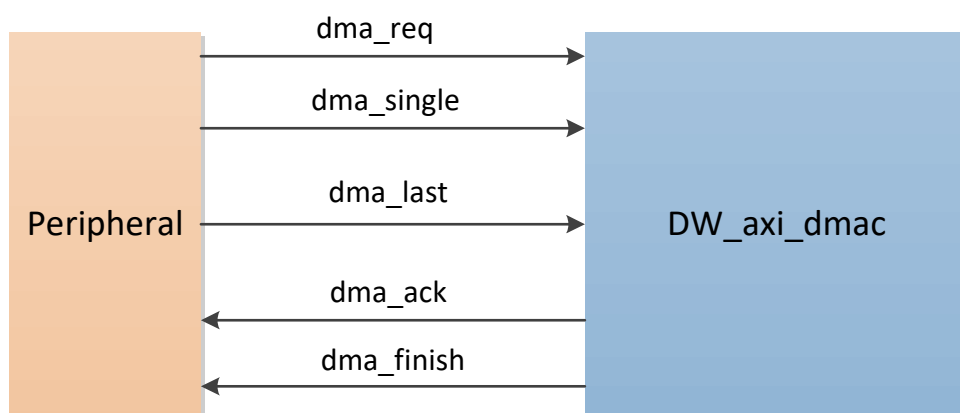 dma_req
dma_single
dma_last
Peripheral
DW_axi_dmac
dma_ack
dma_finish